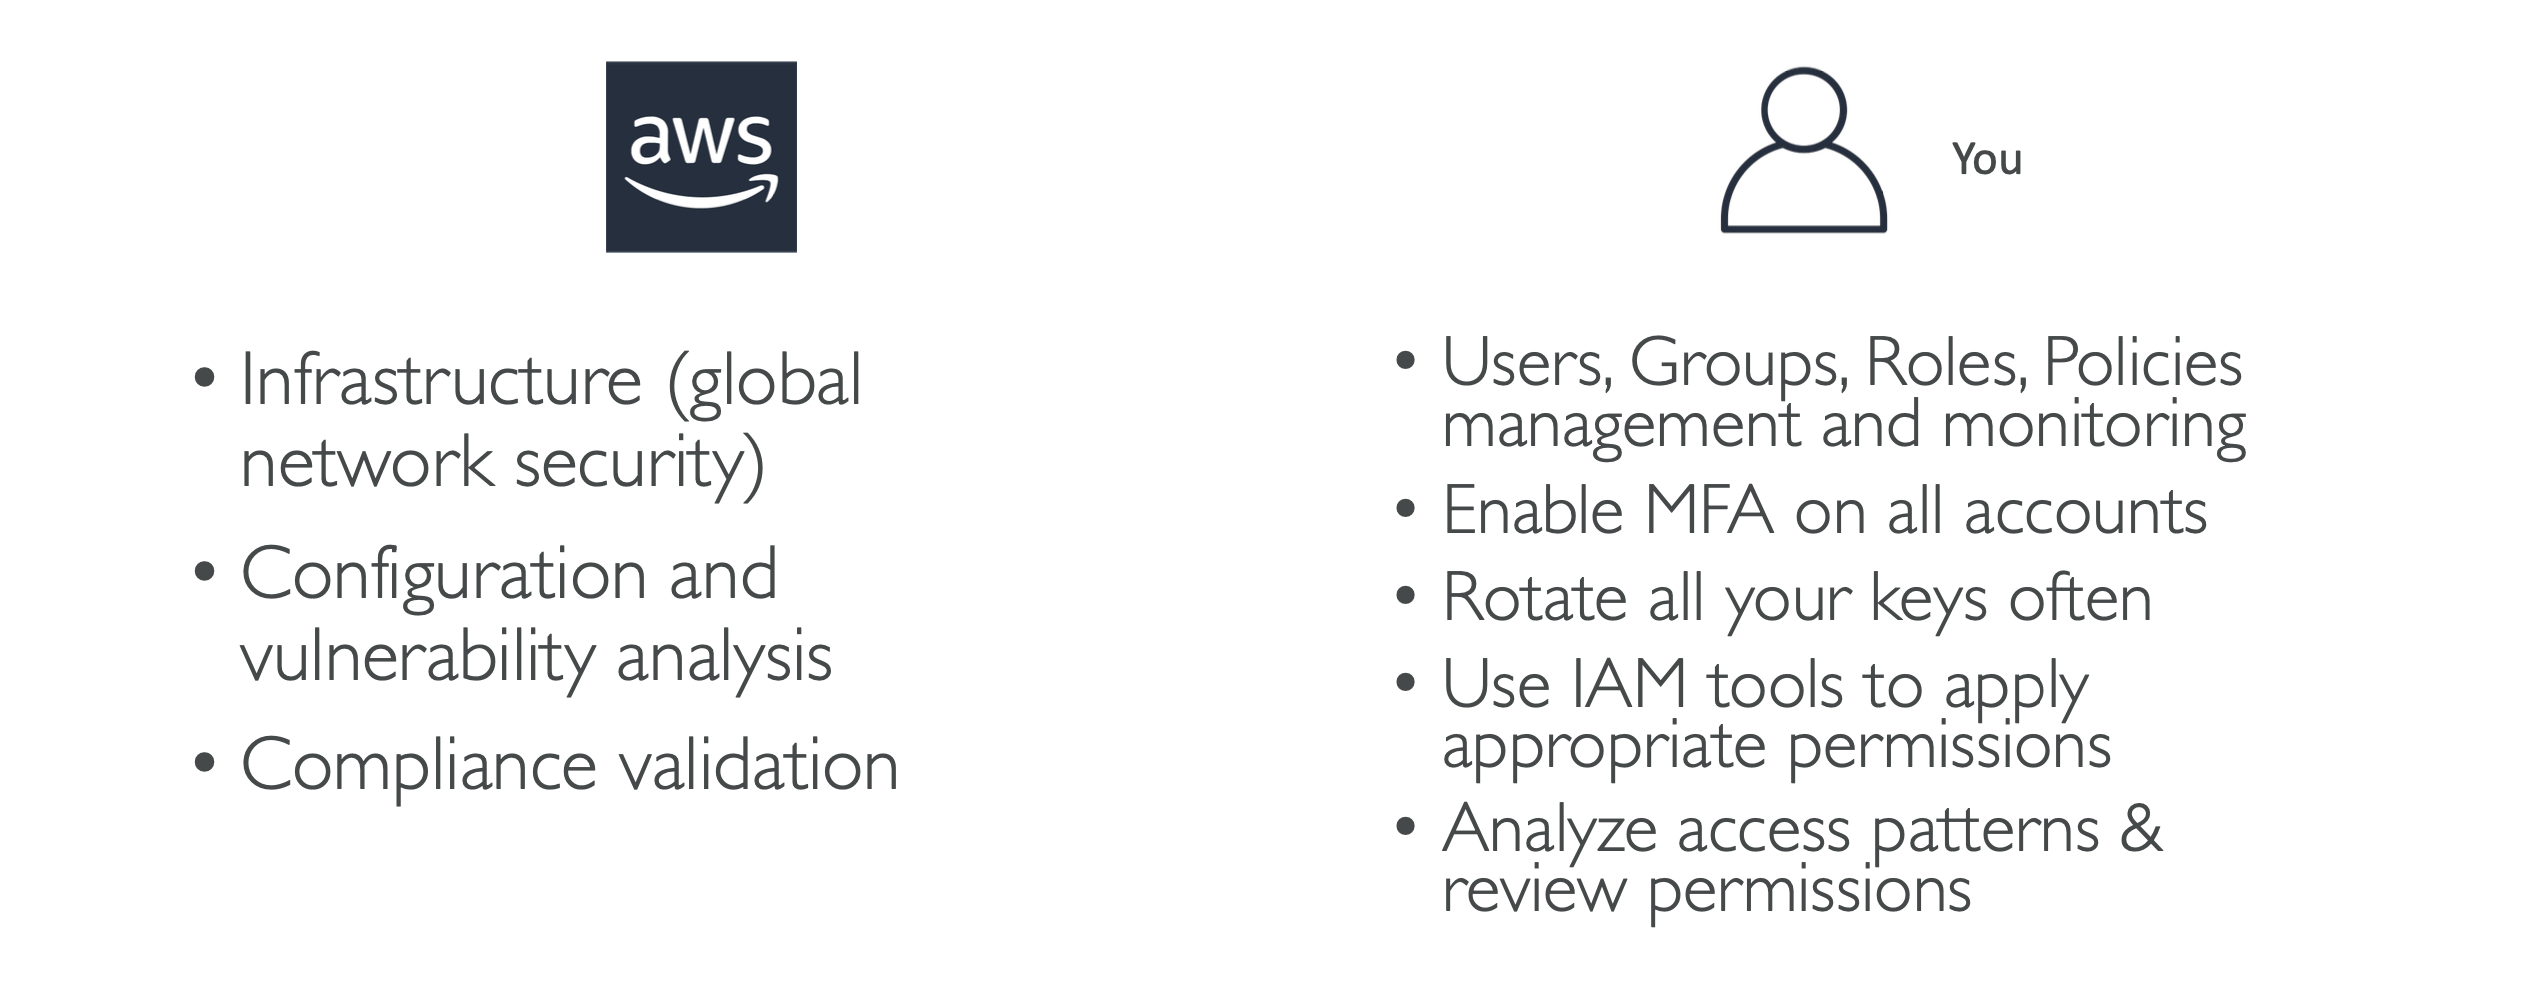 aws
• Infrastructure (global
network security)
• Configuration and
vulnerability analysis
• Compliance validation
You
• Users, Groups, Roles, Policies
management and monitoring
• Enable MFA on all accounts
• Rotate all your keys often
• Use IAM tools to apply
appropriate permissions
• Analyze access patterns &
review permissions